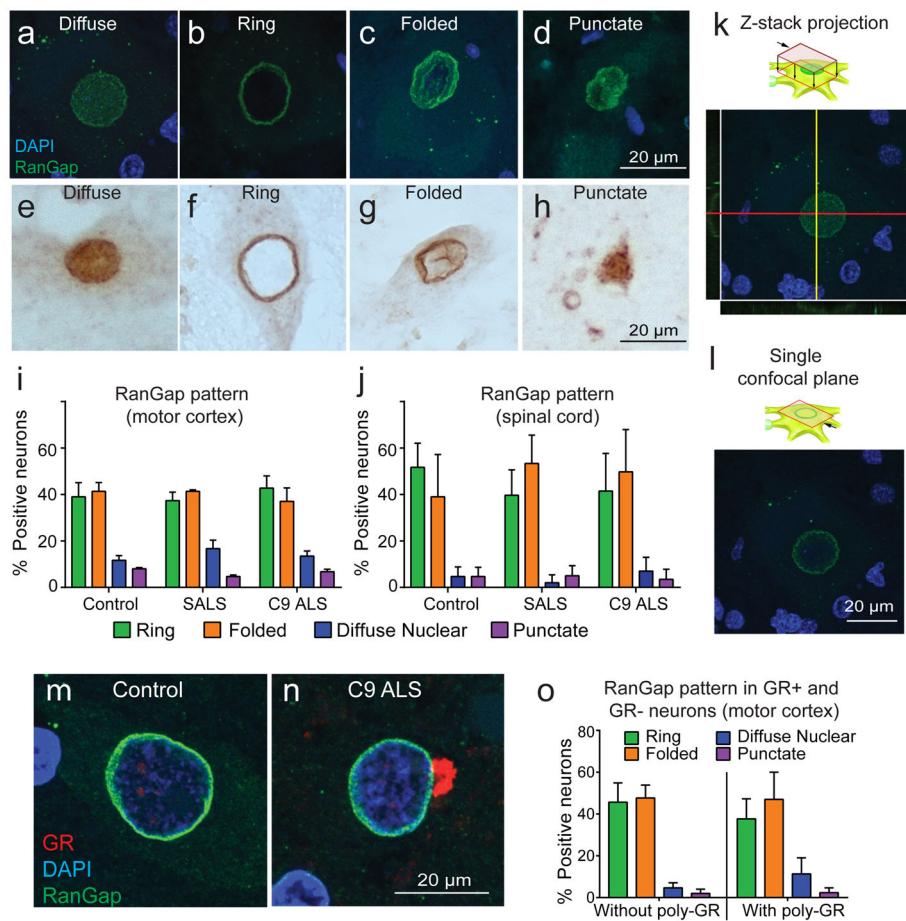 a
Diffuse
DAPI
RanGap
b
Ring
c
Folded
d
Punctate
20 µm
e
Diffuse
f
Ring
g
Folded
h
Punctate
20 µm
k
Z-stack projection
i
RanGap pattern
(motor cortex)
% Positive neurons
60
40
20
0
Control
SALS
C9 ALS
j
RanGap pattern
(spinal cord)
% Positive neurons
60
40
20
0
Control
SALS
C9 ALS
Ring
Folded
Diffuse Nuclear
Punctate
l
Single
confocal plane
20 µm
m
Control
GR
DAPI
RanGap
n
C9 ALS
20 µm
o
RanGap pattern in GR+ and
GR- neurons (motor cortex)
Ring
Diffuse Nuclear
Folded
Punctate
% Positive neurons
80
60
40
20
0
Without poly-GR
With poly-GR